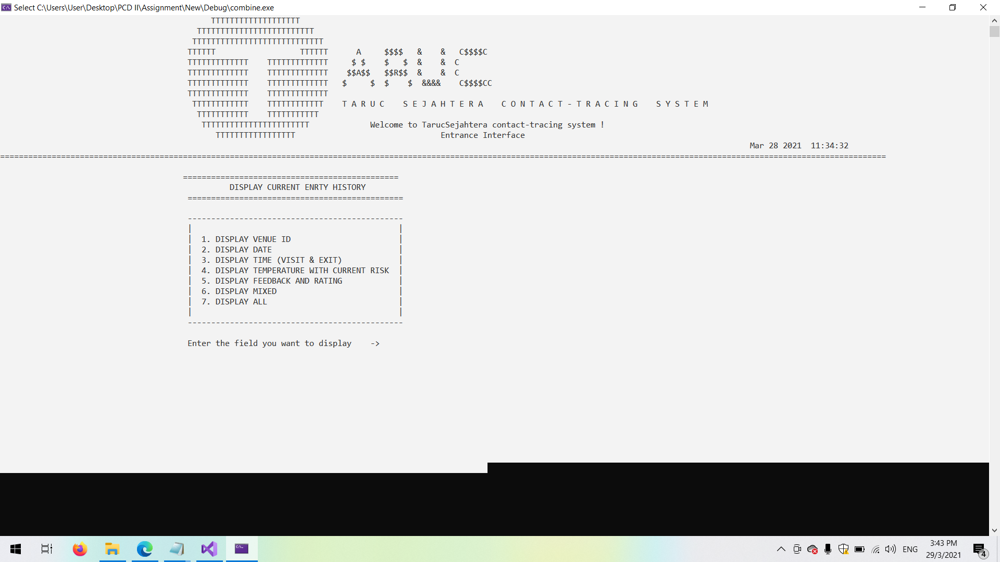 Select C:\Users\User\Desktop\PCD II\Assignment\New\Debug\combine.exe
TTTTTTTTTTTTTTTTTTT
TTTTTTTTTTTTTTTTTTTTTTTTT
TTTTTTTTTTTTTTTTTTTTTTTTTTTT
TTTTTT                  TTTTTT      A     $$$$   &    &   C$$$$C
TTTTTTTTTTTTT    TTTTTTTTTTTTT     $ $    $   $  &    &  C
TTTTTTTTTTTTT    TTTTTTTTTTTTT    $$A$$   $$R$$  &    &  C
TTTTTTTTTTTTT    TTTTTTTTTTTTT   $     $  $    $  &&&&    C$$$$CC
TTTTTTTTTTTTT    TTTTTTTTTTTTT
TTTTTTTTTTTT    TTTTTTTTTTTT    T A R U C    S E J A H T E R A    C O N T A C T - T R A C I N G    S Y S T E M
TTTTTTTTTTT    TTTTTTTTTTT
TTTTTTTTTTTTTTTTTTTTTTT             Welcome to TarucSejahtera contact-tracing system !
TTTTTTTTTTTTTTTTT                               Entrance Interface
Mar 28 2021  11:34:32
=============================================================================================================================================================================================
==============================================
DISPLAY CURRENT ENRTY HISTORY
==============================================
----------------------------------------------
|                                            |
|  1. DISPLAY VENUE ID                       |
|  2. DISPLAY DATE                           |
|  3. DISPLAY TIME (VISIT & EXIT)            |
|  4. DISPLAY TEMPERATURE WITH CURRENT RISK  |
|  5. DISPLAY FEEDBACK AND RATING            |
|  6. DISPLAY MIXED                          |
|  7. DISPLAY ALL                            |
|                                            |
----------------------------------------------
Enter the field you want to display    ->
ENG
3:43 PM
29/3/2021
4